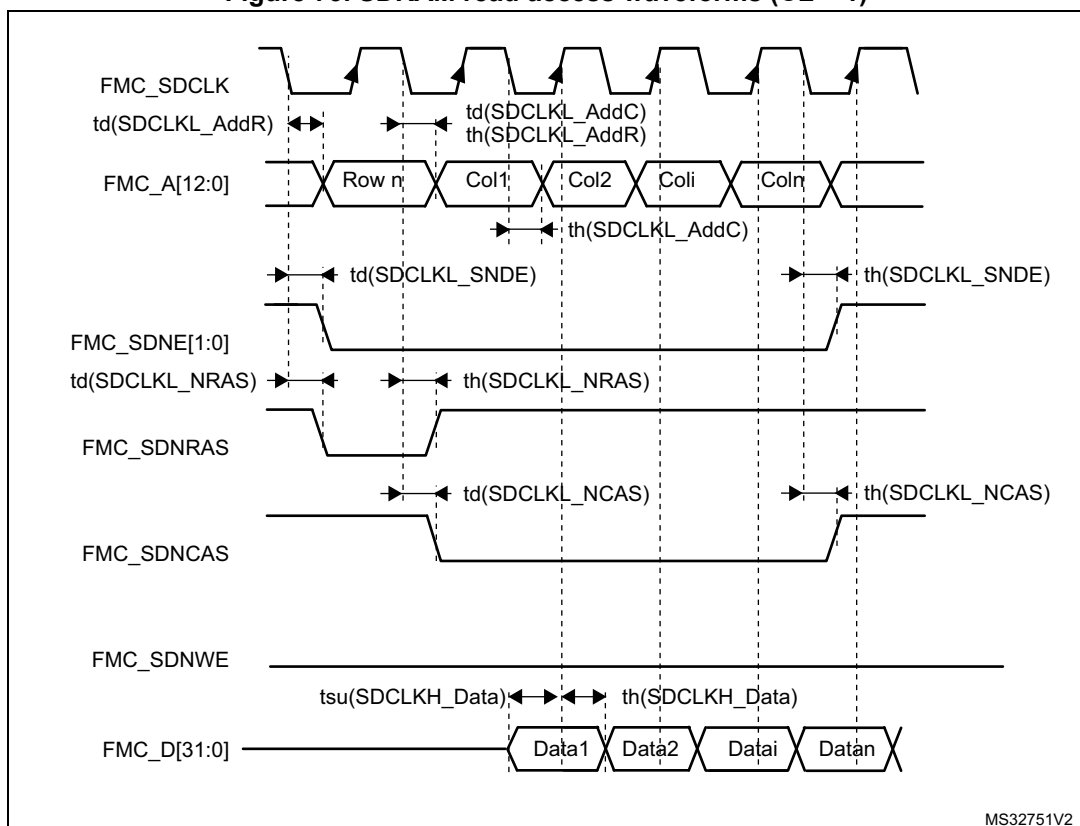 FMC_SDCLK
td(SDCLKL_AddR)
td(SDCLKL_AddC)
th(SDCLKL_AddR)
FMC_A[12:0]
Row n
Col1
Col2
Coli
Coln
th(SDCLKL_AddC)
td(SDCLKL_SNDE)
th(SDCLKL_SNDE)
FMC_SDNE[1:0]
td(SDCLKL_NRAS)
th(SDCLKL_NRAS)
FMC_SDNRAS
td(SDCLKL_NCAS)
th(SDCLKL_NCAS)
FMC_SDNCAS
FMC_SDNWE
tsu(SDCLKH_Data)
th(SDCLKH_Data)
FMC_D[31:0]
Data1
Data2
Datai
Datan
MS32751V2